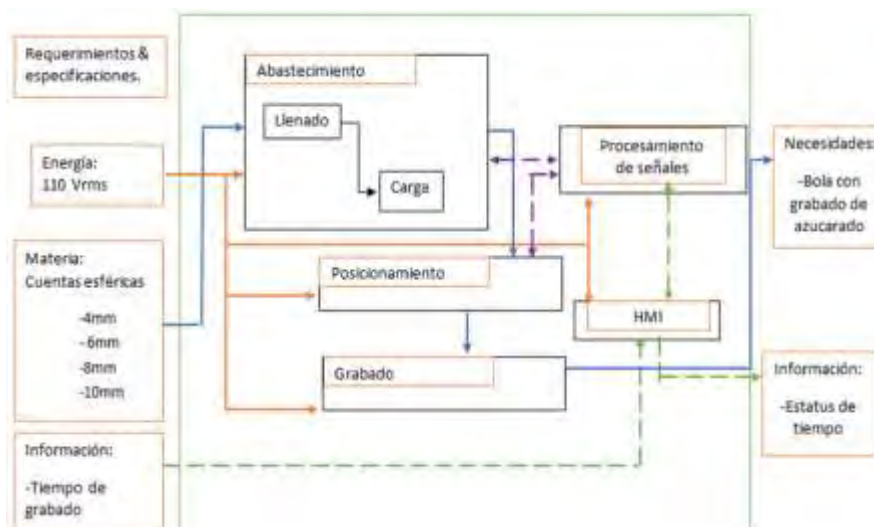 Requerimientos &
especificaciones.
Abastecimiento
Llenado
Carga
Procesamiento
de señales
Necesidades:
-Bola con
grabado de
azucarado
Energía:
110 Vrms
Materia:
Cuentas esféricas
-4mm
-6mm
-8mm
-10mm
Posicionamiento
HMI
Grabado
Información:
-Estatus de
tiempo
Información:
-Tiempo de
grabado